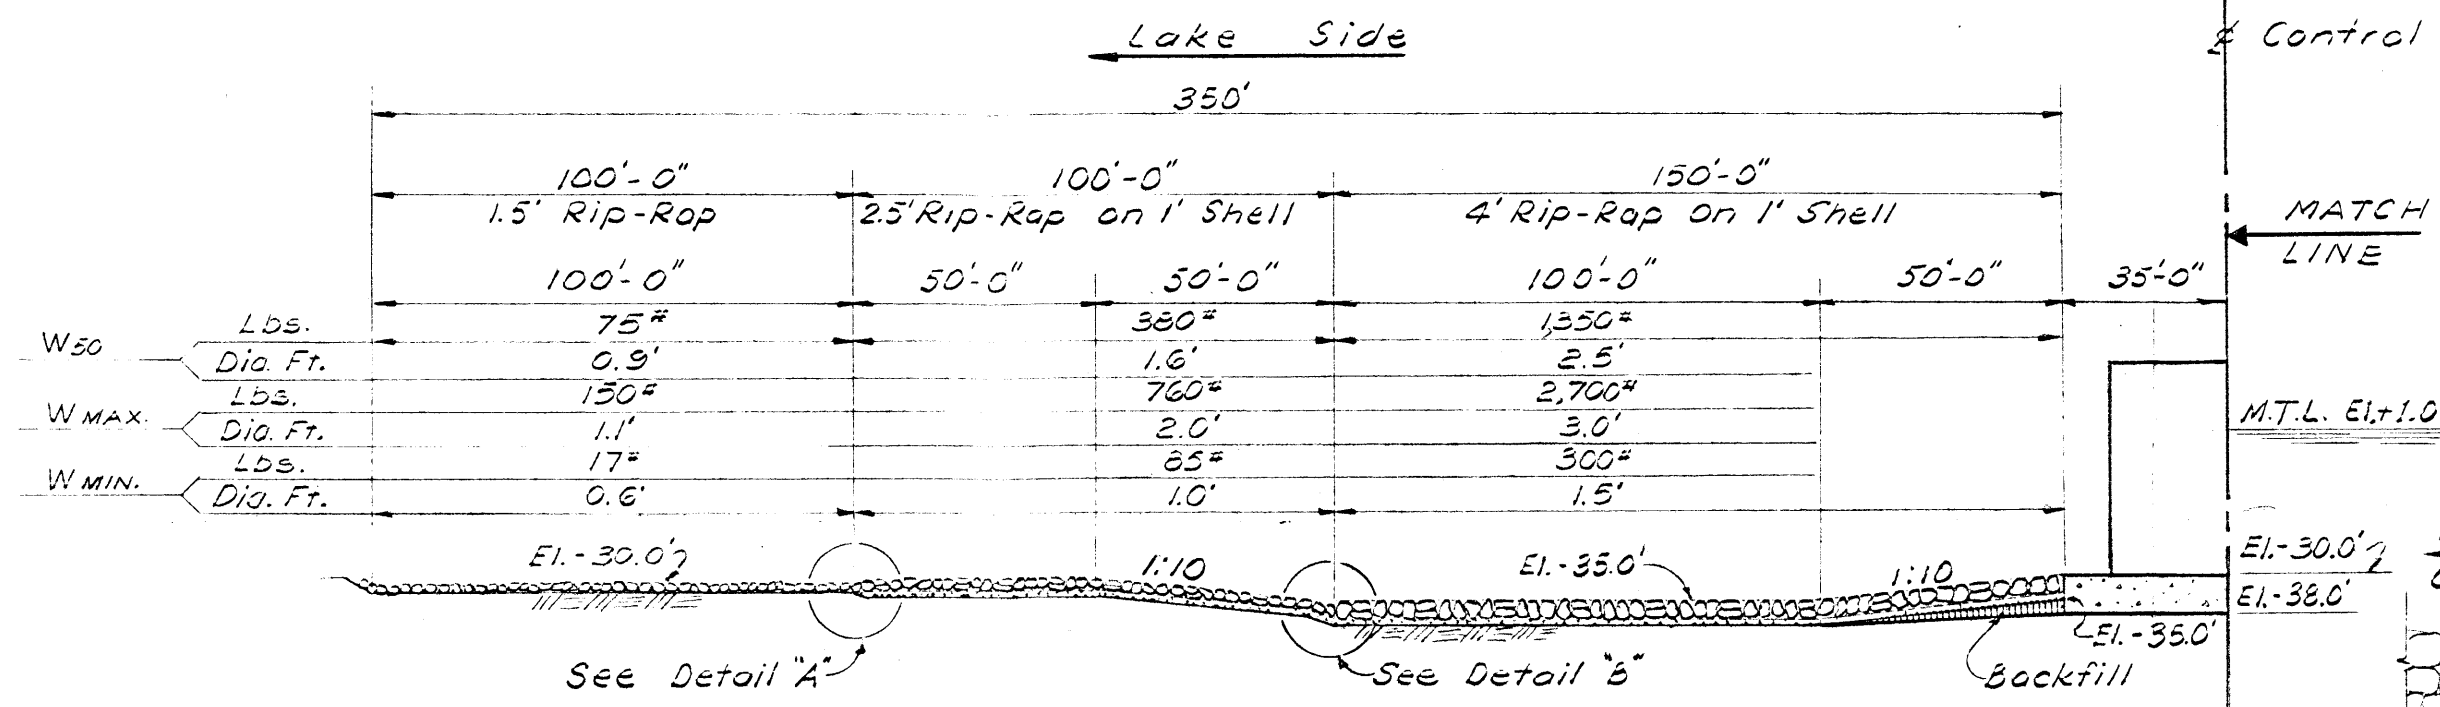 Lake Side
℄ Control
350'
100'-0" 100'-0" 150'-0"
1.5' Rip-Rap 2.5' Rip-Rap on 1' Shell 4' Rip-Rap on 1' Shell
MATCH
LINE
100'-0" 50'-0" 50'-0" 100'-0" 50'-0" 35'-0"
W50
Lbs. 75# 380# 1,350#
Dia. Ft. 0.9' 1.6' 2.5'
W MAX.
Lbs. 150# 760# 2,700#
Dia. Ft. 1.1' 2.0' 3.0'
W MIN.
Lbs. 17# 85# 300#
Dia. Ft. 0.6' 1.0' 1.5'
M.T.L. El.+1.0
El.-30.0' 1:10 El.-35.0' 1:10 El.-30.0'
El.-38.0'
El.-35.0'
See Detail "A" See Detail "B" Backfill